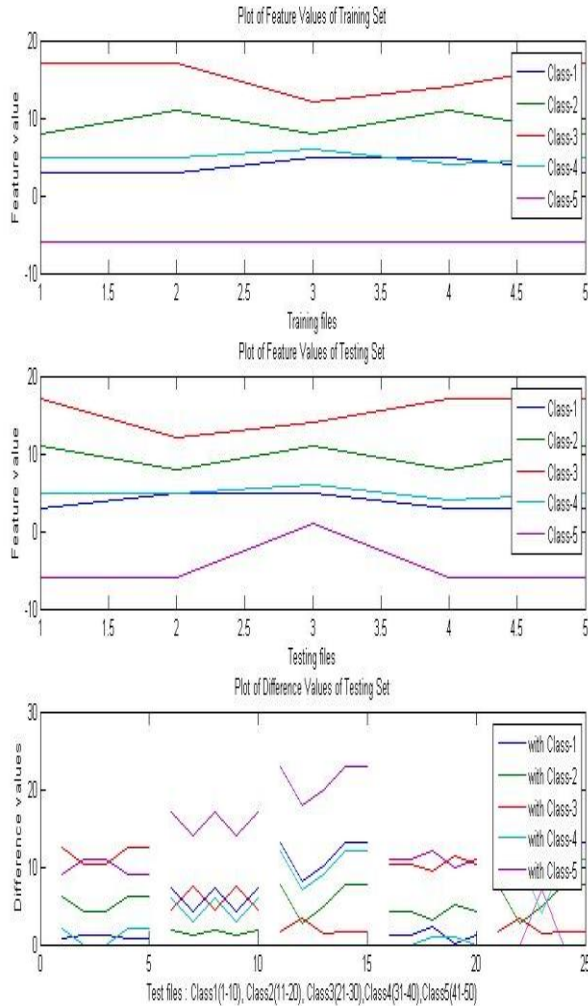 Plot of Feature Values of Training Set
20
10
0
-10
Feature value
Class-1
Class-2
Class-3
Class-4
Class-5
1 1.5 2 2.5 3 3.5 4 4.5 5
Training files
Plot of Feature Values of Testing Set
20
10
0
-10
Feature value
Class-1
Class-2
Class-3
Class-4
Class-5
1 1.5 2 2.5 3 3.5 4 4.5 5
Testing files
Plot of Difference Values of Testing Set
30
20
10
0
Difference values
with Class-1
with Class-2
with Class-3
with Class-4
with Class-5
0 5 10 15 20 25
Test files : Class1(1-10), Class2(11-20), Class3(21-30),Class4(31-40),Class5(41-50)